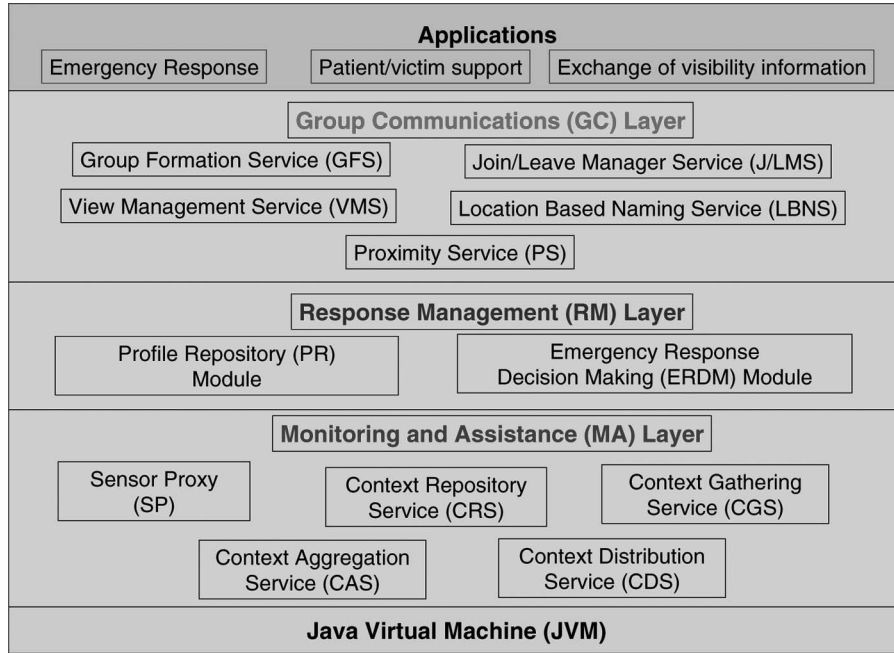 Applications
Emergency Response
Patient/victim support
Exchange of visibility information
Group Communications (GC) Layer
Group Formation Service (GFS)
Join/Leave Manager Service (J/LMS)
View Management Service (VMS)
Location Based Naming Service (LBNS)
Proximity Service (PS)
Response Management (RM) Layer
Profile Repository (PR)
Module
Emergency Response
Decision Making (ERDM) Module
Monitoring and Assistance (MA) Layer
Sensor Proxy
(SP)
Context Repository
Service (CRS)
Context Gathering
Service (CGS)
Context Aggregation
Service (CAS)
Context Distribution
Service (CDS)
Java Virtual Machine (JVM)